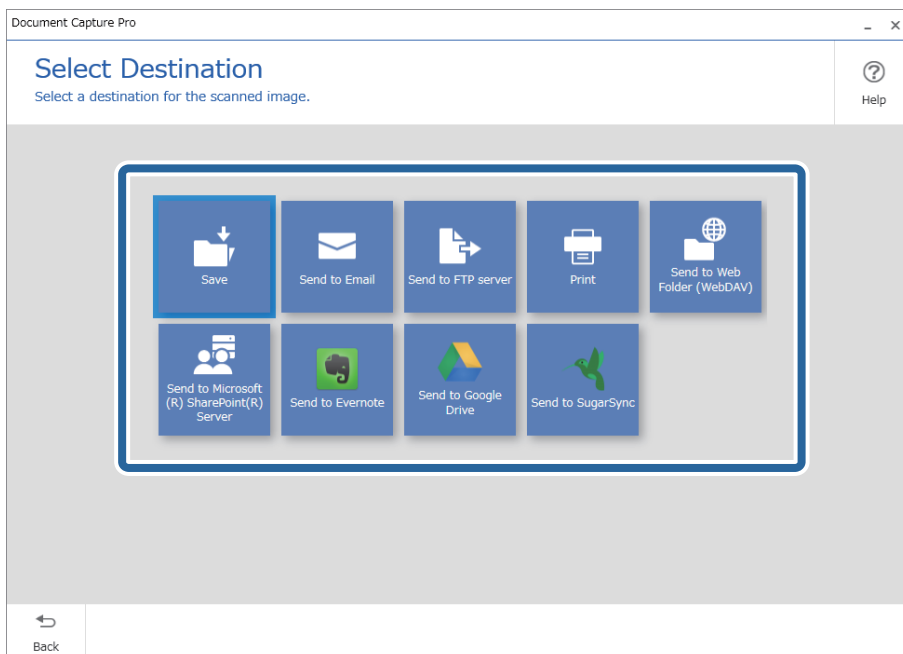 Document Capture Pro
Select Destination
Select a destination for the scanned image.
Help
Save
Send to Email
Send to FTP server
Print
Send to Web
Folder (WebDAV)
Send to Microsoft
(R) SharePoint(R)
Server
Send to Evernote
Send to Google
Drive
Send to SugarSync
Back